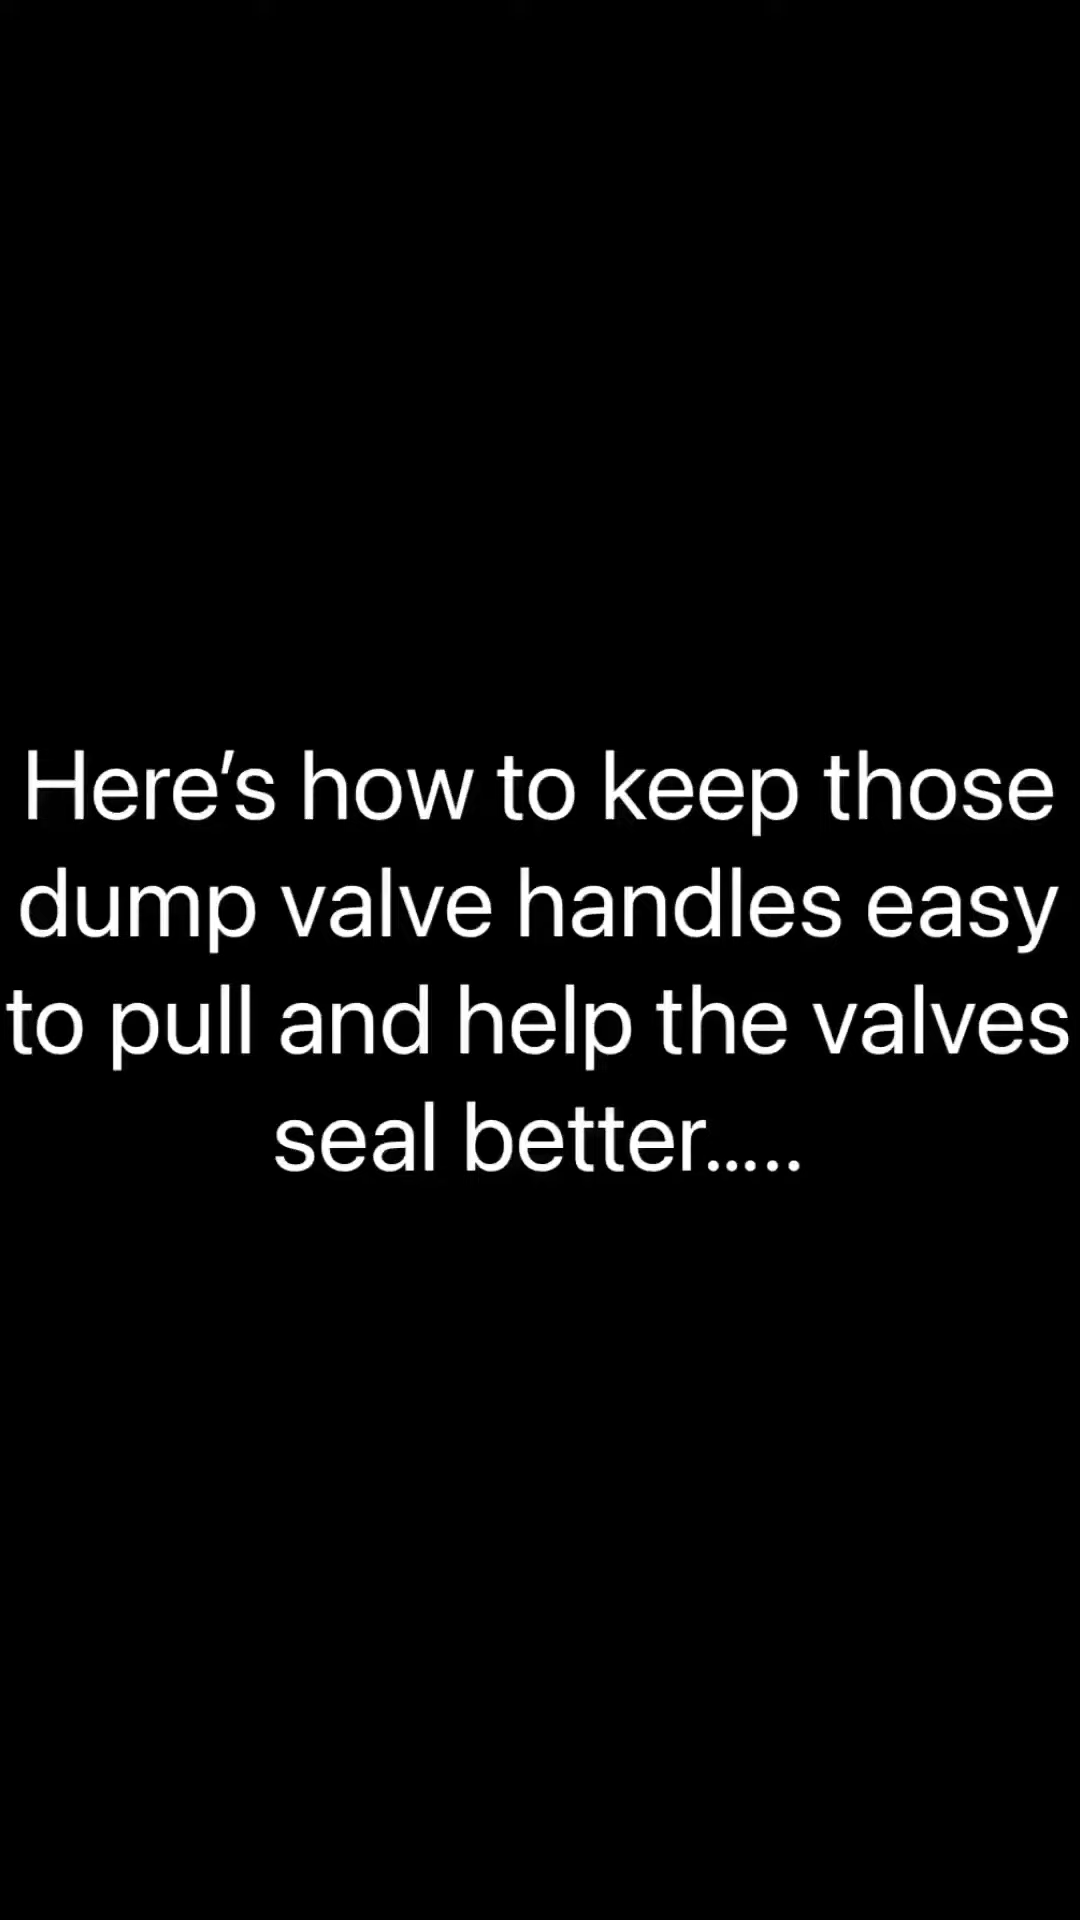 Here’s how to keep those
dump valve handles easy
to pull and help the valves
seal better.....